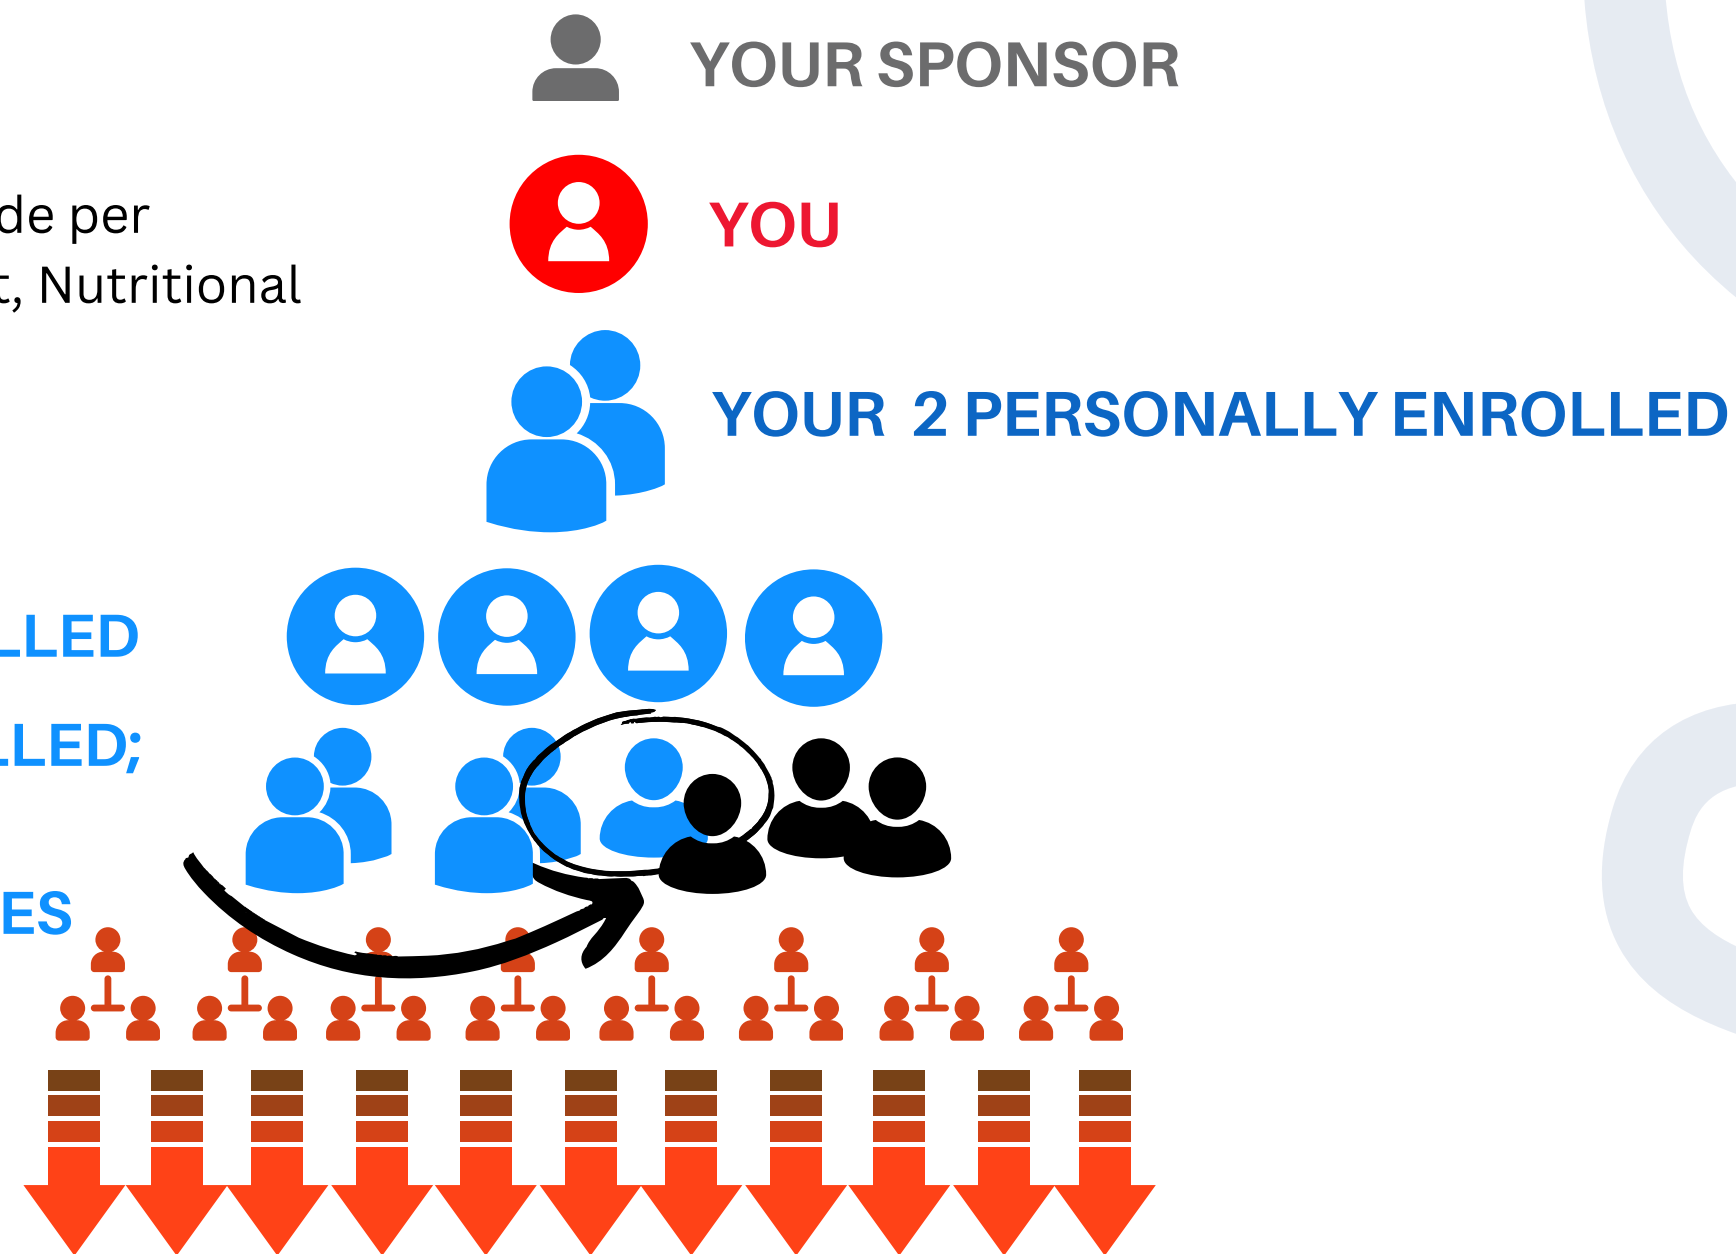 YOUR SPONSOR
de per
YOU
t, Nutritional
YOUR 2 PERSONALLY ENROLLED
LLED
LLED;
ES